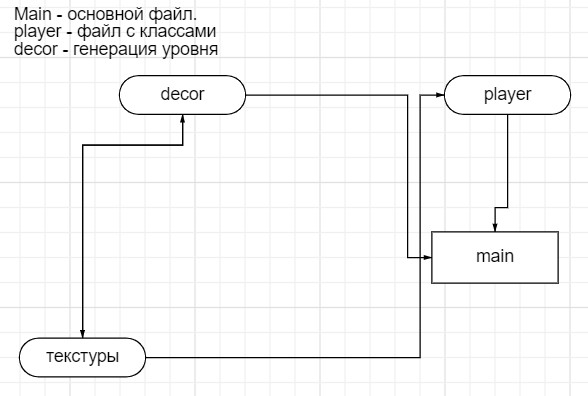 Main - основной файл.
player - файл с классами
decor - генерация уровня
decor
player
main
текстуры